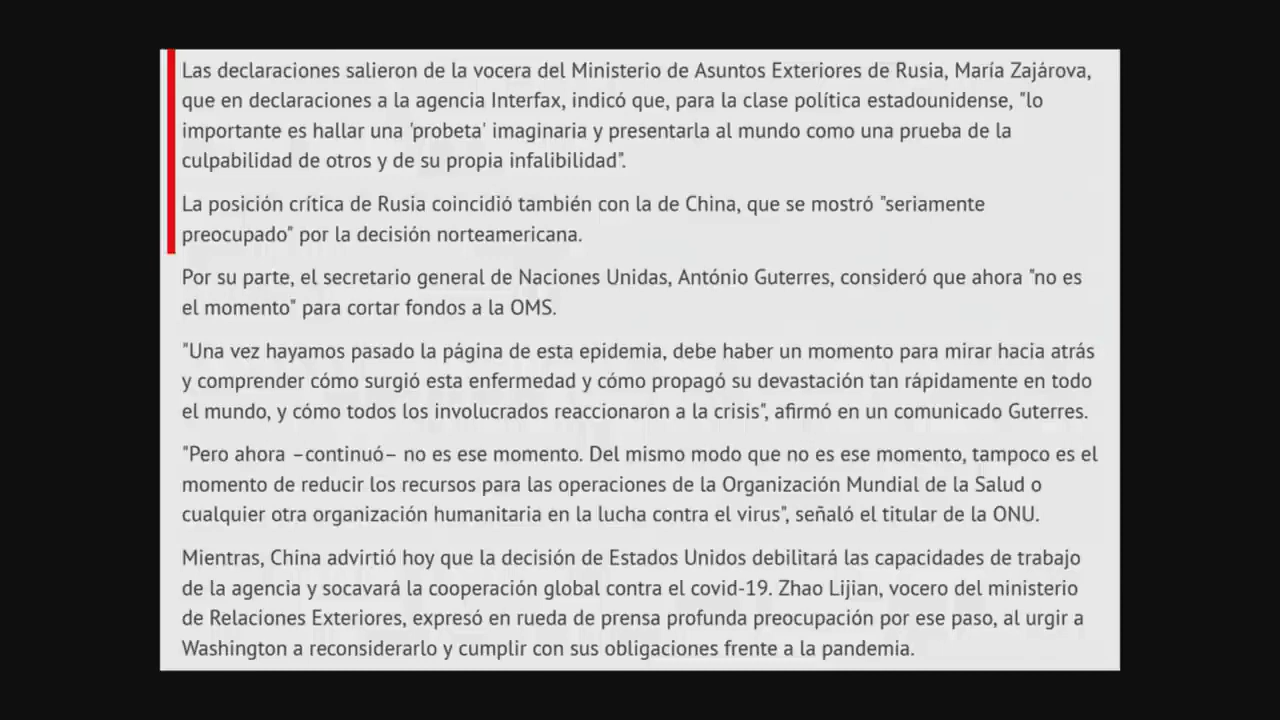 Las declaraciones salieron de la vocera del Ministerio de Asuntos Exteriores de Rusia, María Zajárova,
que en declaraciones a la agencia Interfax, indicó que, para la clase política estadounidense, "lo
importante es hallar una 'probeta' imaginaria y presentarla al mundo como una prueba de la
culpabilidad de otros y de su propia infalibilidad".
La posición crítica de Rusia coincidió también con la de China, que se mostró "seriamente
preocupado" por la decisión norteamericana.
Por su parte, el secretario general de Naciones Unidas, António Guterres, consideró que ahora "no es
el momento" para cortar fondos a la OMS.
"Una vez hayamos pasado la página de esta epidemia, debe haber un momento para mirar hacia atrás
y comprender cómo surgió esta enfermedad y cómo propagó su devastación tan rápidamente en todo
el mundo, y cómo todos los involucrados reaccionaron a la crisis", afirmó en un comunicado Guterres.
"Pero ahora –continuó– no es ese momento. Del mismo modo que no es ese momento, tampoco es el
momento de reducir los recursos para las operaciones de la Organización Mundial de la Salud o
cualquier otra organización humanitaria en la lucha contra el virus", señaló el titular de la ONU.
Mientras, China advirtió hoy que la decisión de Estados Unidos debilitará las capacidades de trabajo
de la agencia y socavará la cooperación global contra el covid-19. Zhao Lijian, vocero del ministerio
de Relaciones Exteriores, expresó en rueda de prensa profunda preocupación por ese paso, al urgir a
Washington a reconsiderarlo y cumplir con sus obligaciones frente a la pandemia.